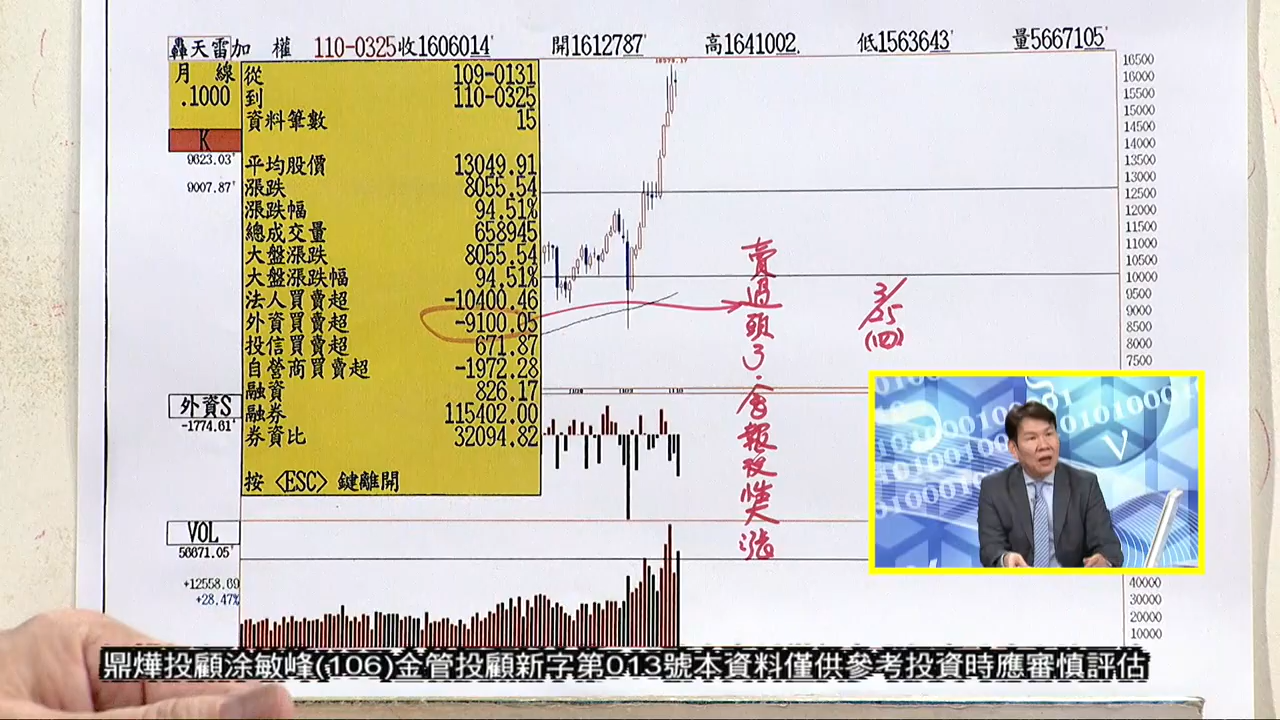 轟天雷加 權 110-0325收1606014' 開1612787' 高1641002. 低1563643' 量5667105'
月 線
.1000
K
9623.03'
9007.87'
從 109-0131
到 110-0325
資料筆數 15
平均股價 13049.91
漲跌 8055.54
漲跌幅 94.51%
總成交量 658945
大盤漲跌 8055.54
大盤漲跌幅 94.51%
法人買賣超 -10400.46
外資買賣超 -9100.05
投信買賣超 671.87
自營商買賣超 -1972.28
融資 826.17
融券 115402.00
券資比 32094.82
按 <ESC> 鍵離開
16500
16000
15500
15000
14500
14000
13500
13000
12500
12000
11500
11000
10500
10000
9500
9000
8500
8000
7500
賣過頭了.會報復性大漲
3/25
(四)
外資S
-1774.61'
VOL
56671.05'
+12558.69
+28.47%
40000
30000
20000
10000
鼎燁投顧涂敏峰(106)金管投顧新字第013號本資料僅供參考投資時應審慎評估